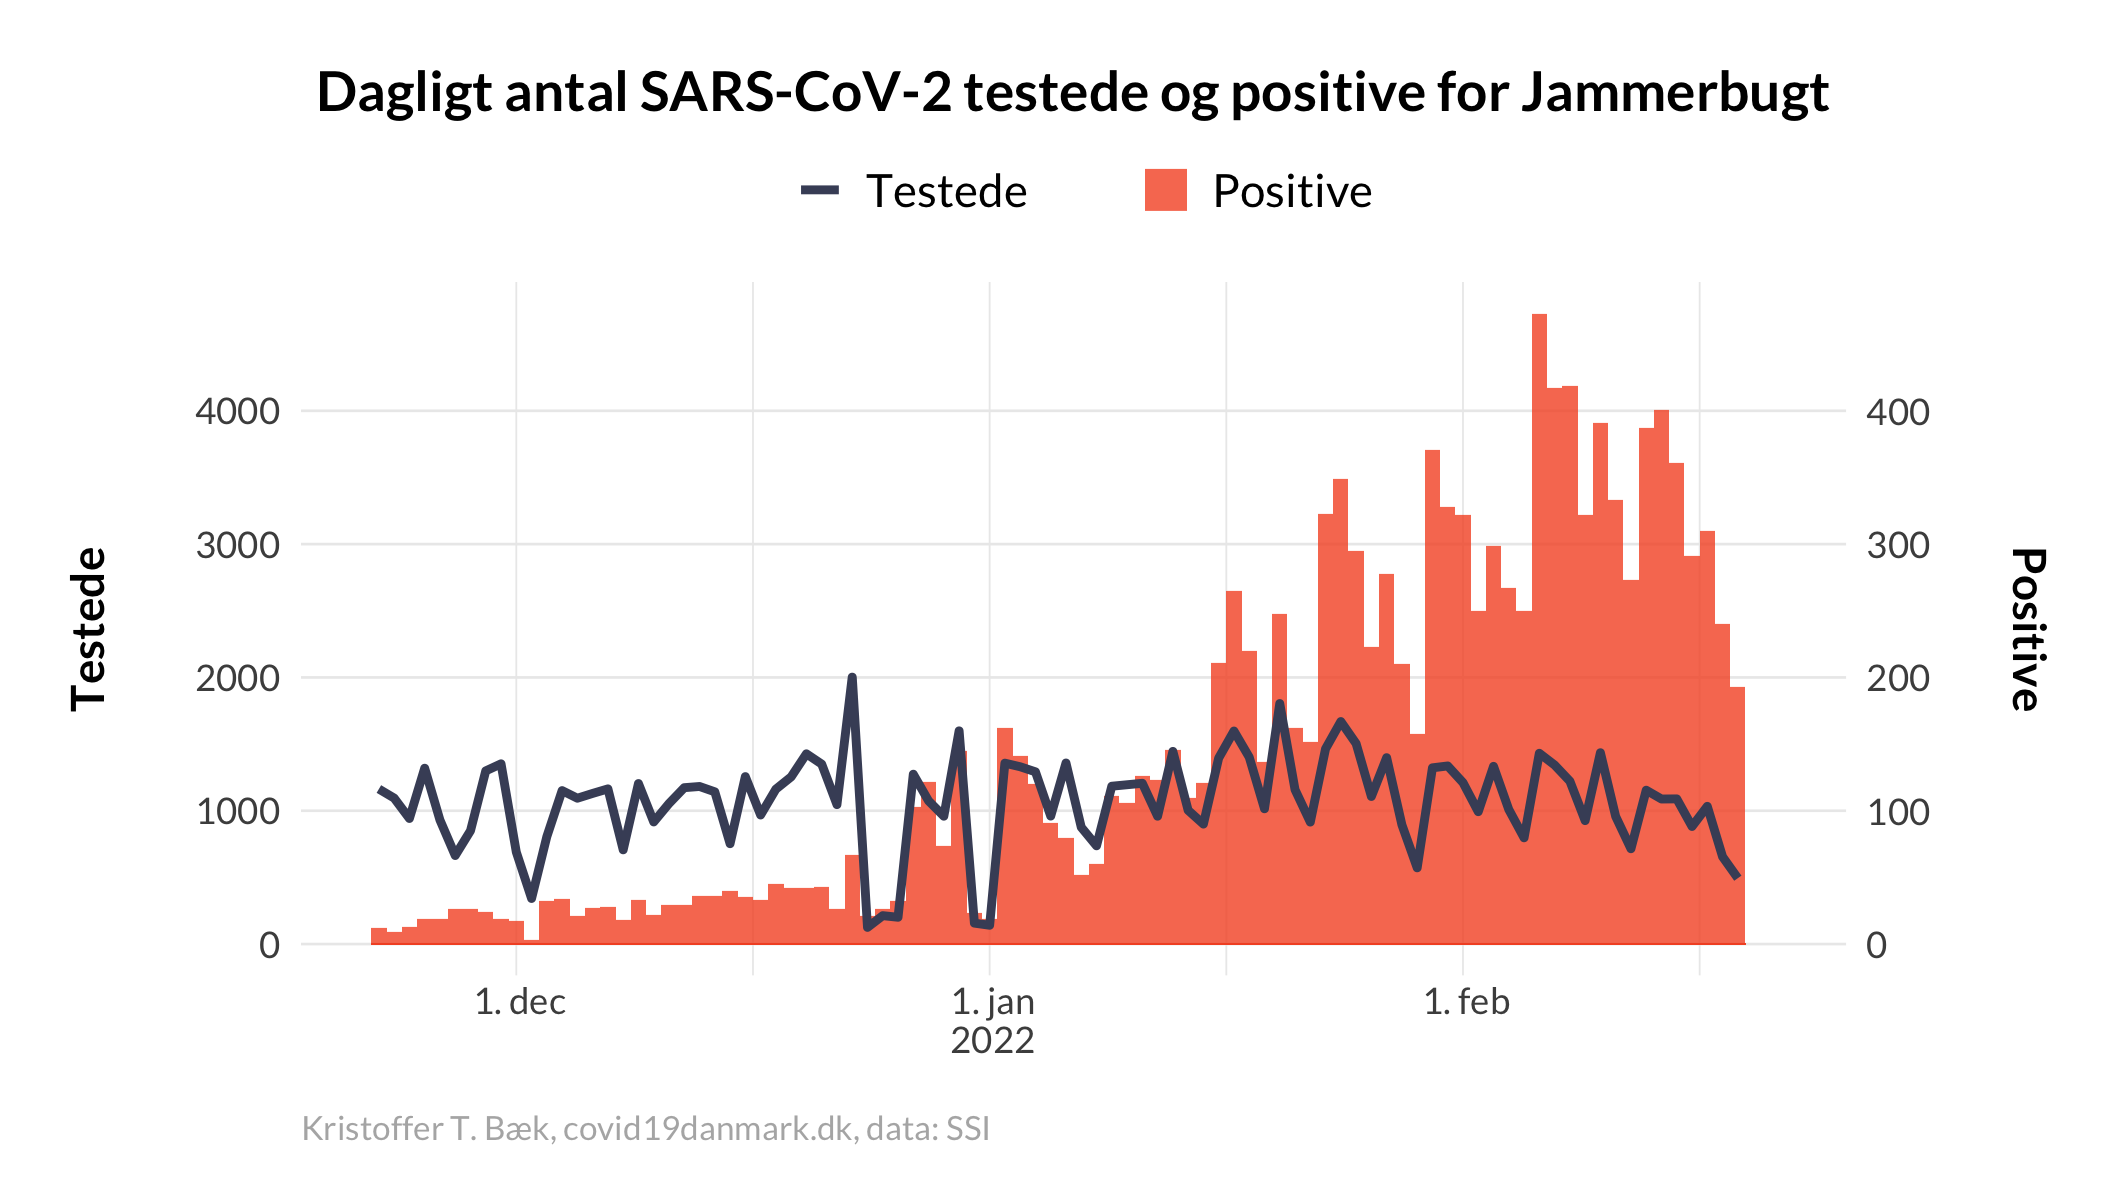 Dagligt antal SARS-CoV-2 testede og positive for Jammerbugt
Testede
Positive
Testede
4000
3000
2000
1000
0
400
300
200
100
0
Positive
1. dec
1. jan
2022
1. feb
Kristoffer T. Bæk, covid19danmark.dk, data: SSI